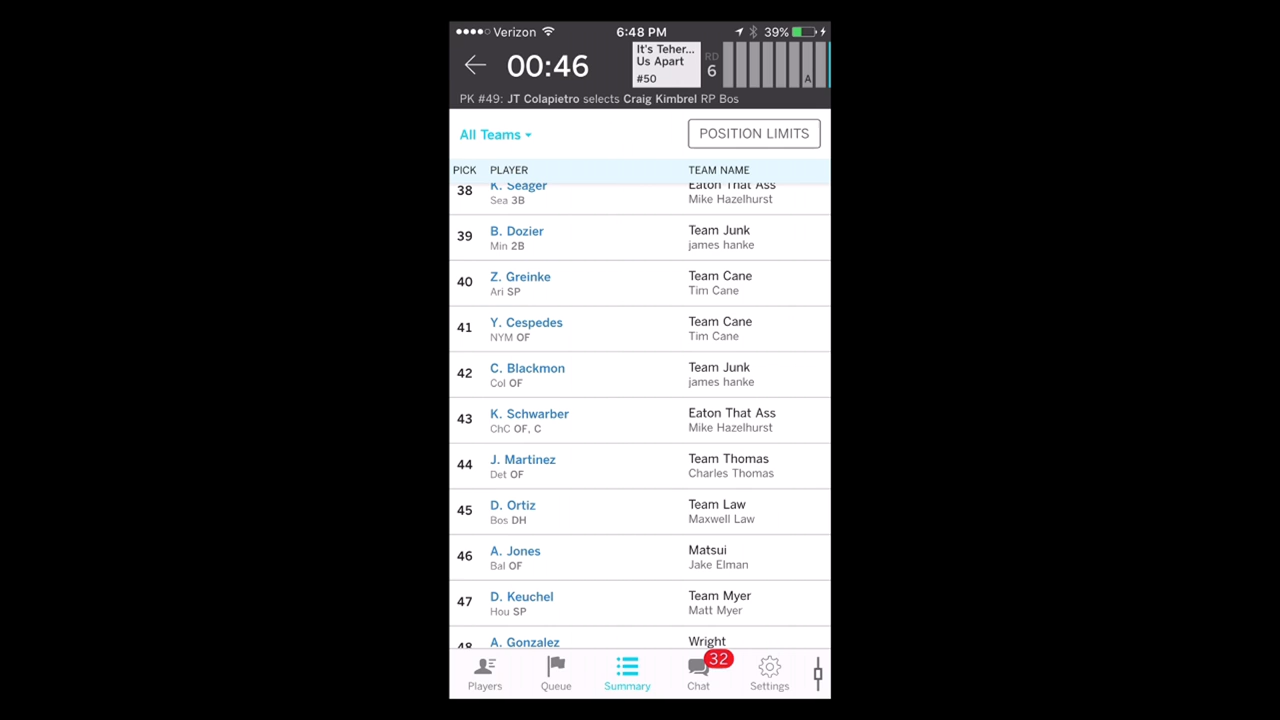 Verizon 6:48 PM 39%
00:46 It's Teher... Us Apart #50 RD 6 A
PK #49: JT Colapietro selects Craig Kimbrel RP Bos
All Teams POSITION LIMITS
PICK PLAYER TEAM NAME
38 K. Seager Eaton That Ass
Sea 3B Mike Hazelhurst
39 B. Dozier Team Junk
Min 2B james hanke
40 Z. Greinke Team Cane
Ari SP Tim Cane
41 Y. Cespedes Team Cane
NYM OF Tim Cane
42 C. Blackmon Team Junk
Col OF james hanke
43 K. Schwarber Eaton That Ass
ChC OF, C Mike Hazelhurst
44 J. Martinez Team Thomas
Det OF Charles Thomas
45 D. Ortiz Team Law
Bos DH Maxwell Law
46 A. Jones Matsui
Bal OF Jake Elman
47 D. Keuchel Team Myer
Hou SP Matt Myer
48 A. Gonzalez Wright
32
Players Queue Summary Chat Settings